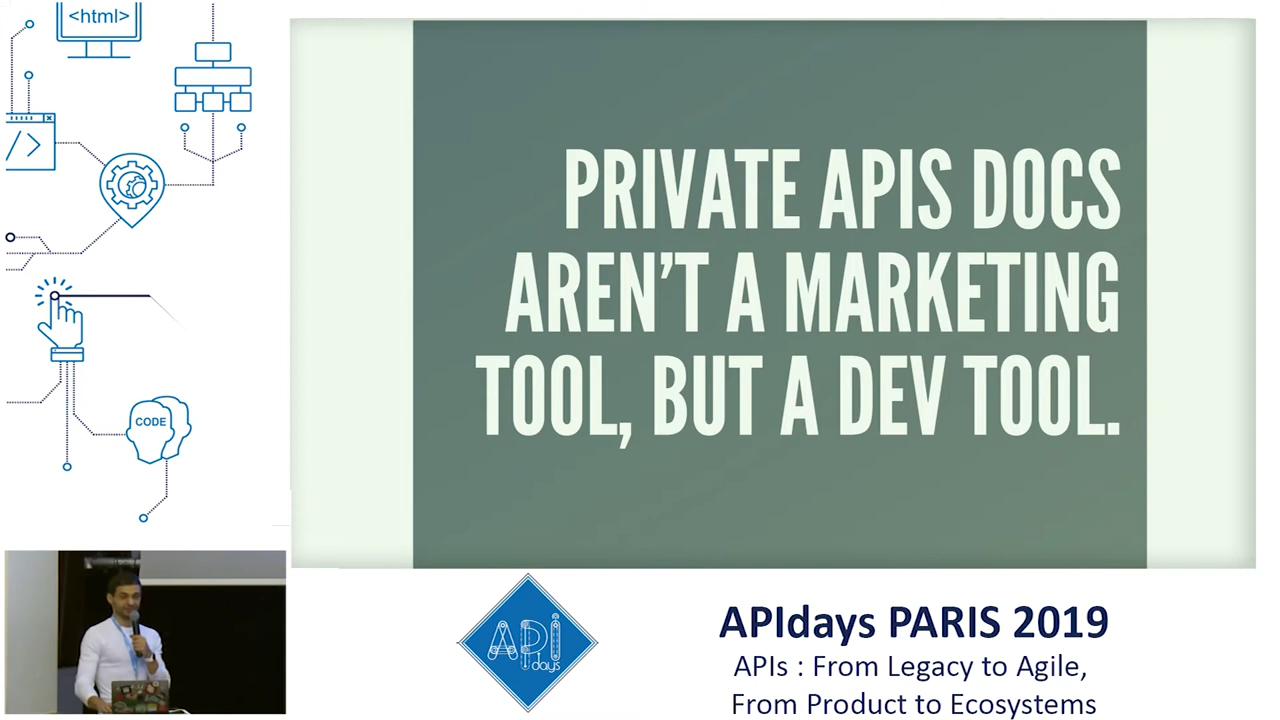 <html>
</>
CODE
PRIVATE APIS DOCS
AREN'T A MARKETING
TOOL, BUT A DEV TOOL.
API
days
APIdays PARIS 2019
APIs : From Legacy to Agile,
From Product to Ecosystems